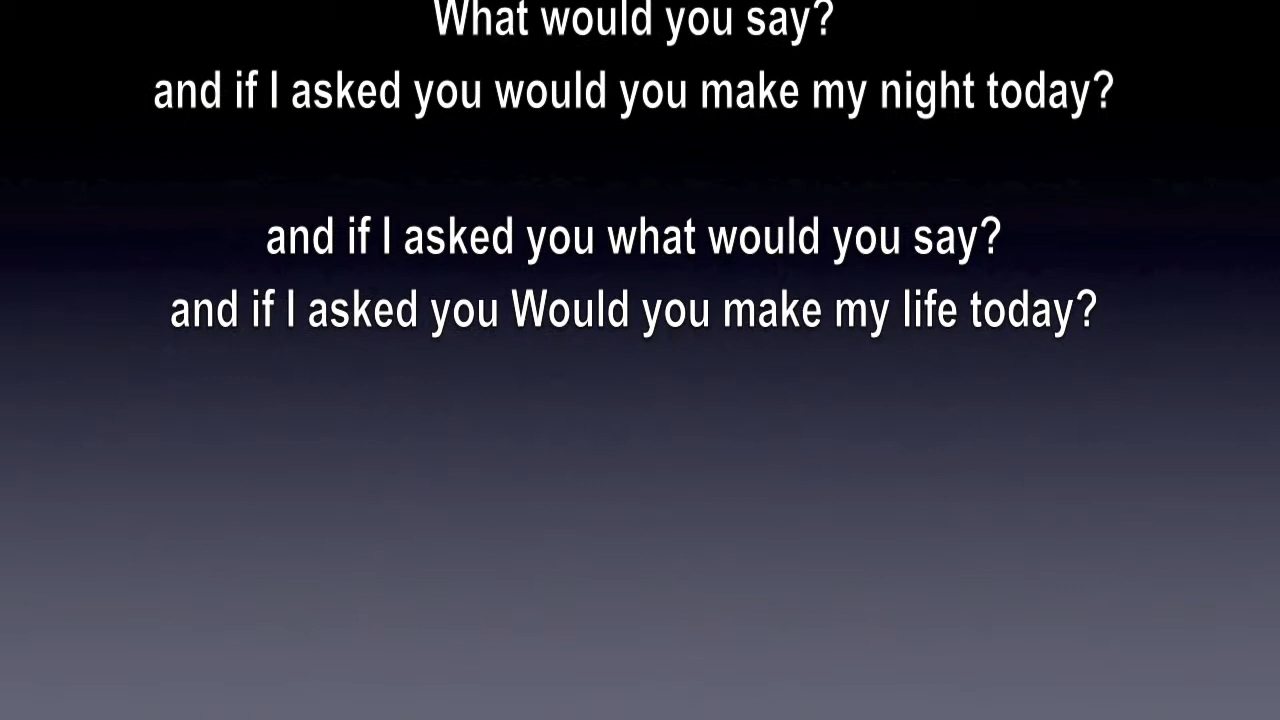 What would you say?
and if I asked you would you make my night today?
and if I asked you what would you say?
and if I asked you Would you make my life today?